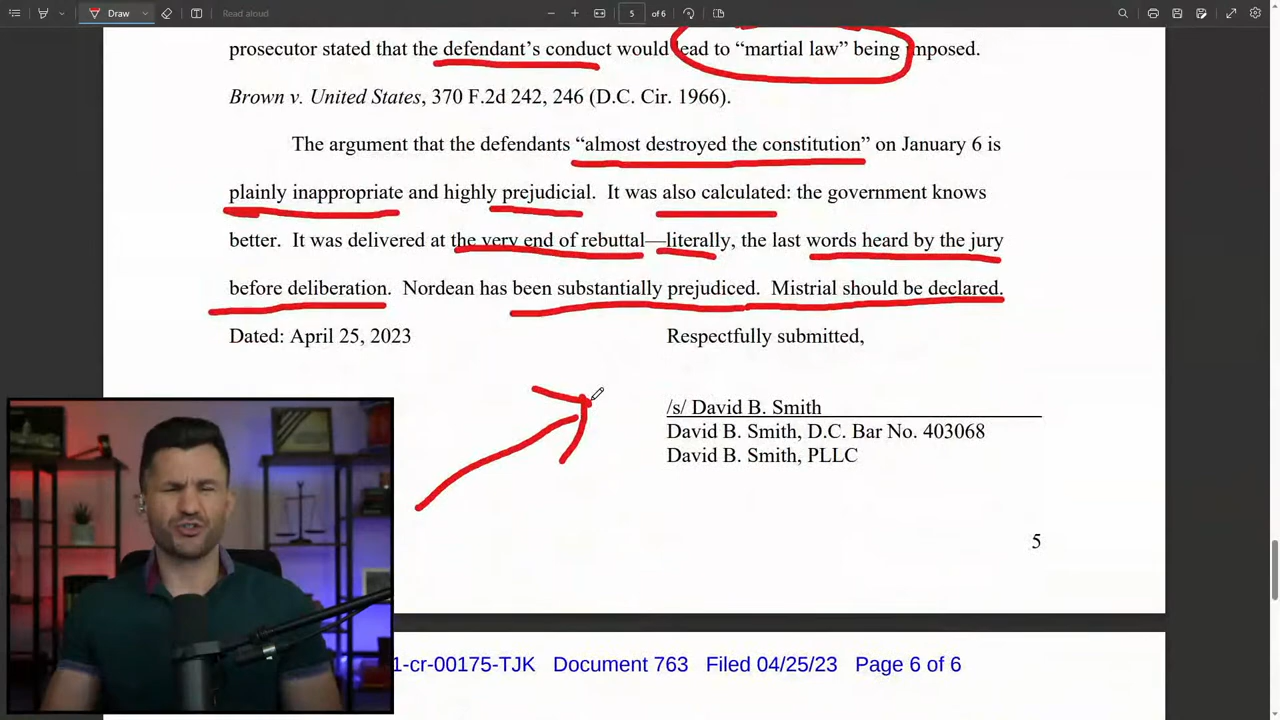 Draw
Read aloud
5 of 6
prosecutor stated that the defendant’s conduct would lead to “martial law” being imposed.
Brown v. United States, 370 F.2d 242, 246 (D.C. Cir. 1966).
The argument that the defendants “almost destroyed the constitution” on January 6 is
plainly inappropriate and highly prejudicial. It was also calculated: the government knows
better. It was delivered at the very end of rebuttal—literally, the last words heard by the jury
before deliberation. Nordean has been substantially prejudiced. Mistrial should be declared.
Dated: April 25, 2023 Respectfully submitted,
/s/ David B. Smith
David B. Smith, D.C. Bar No. 403068
David B. Smith, PLLC
5
1-cr-00175-TJK Document 763 Filed 04/25/23 Page 6 of 6